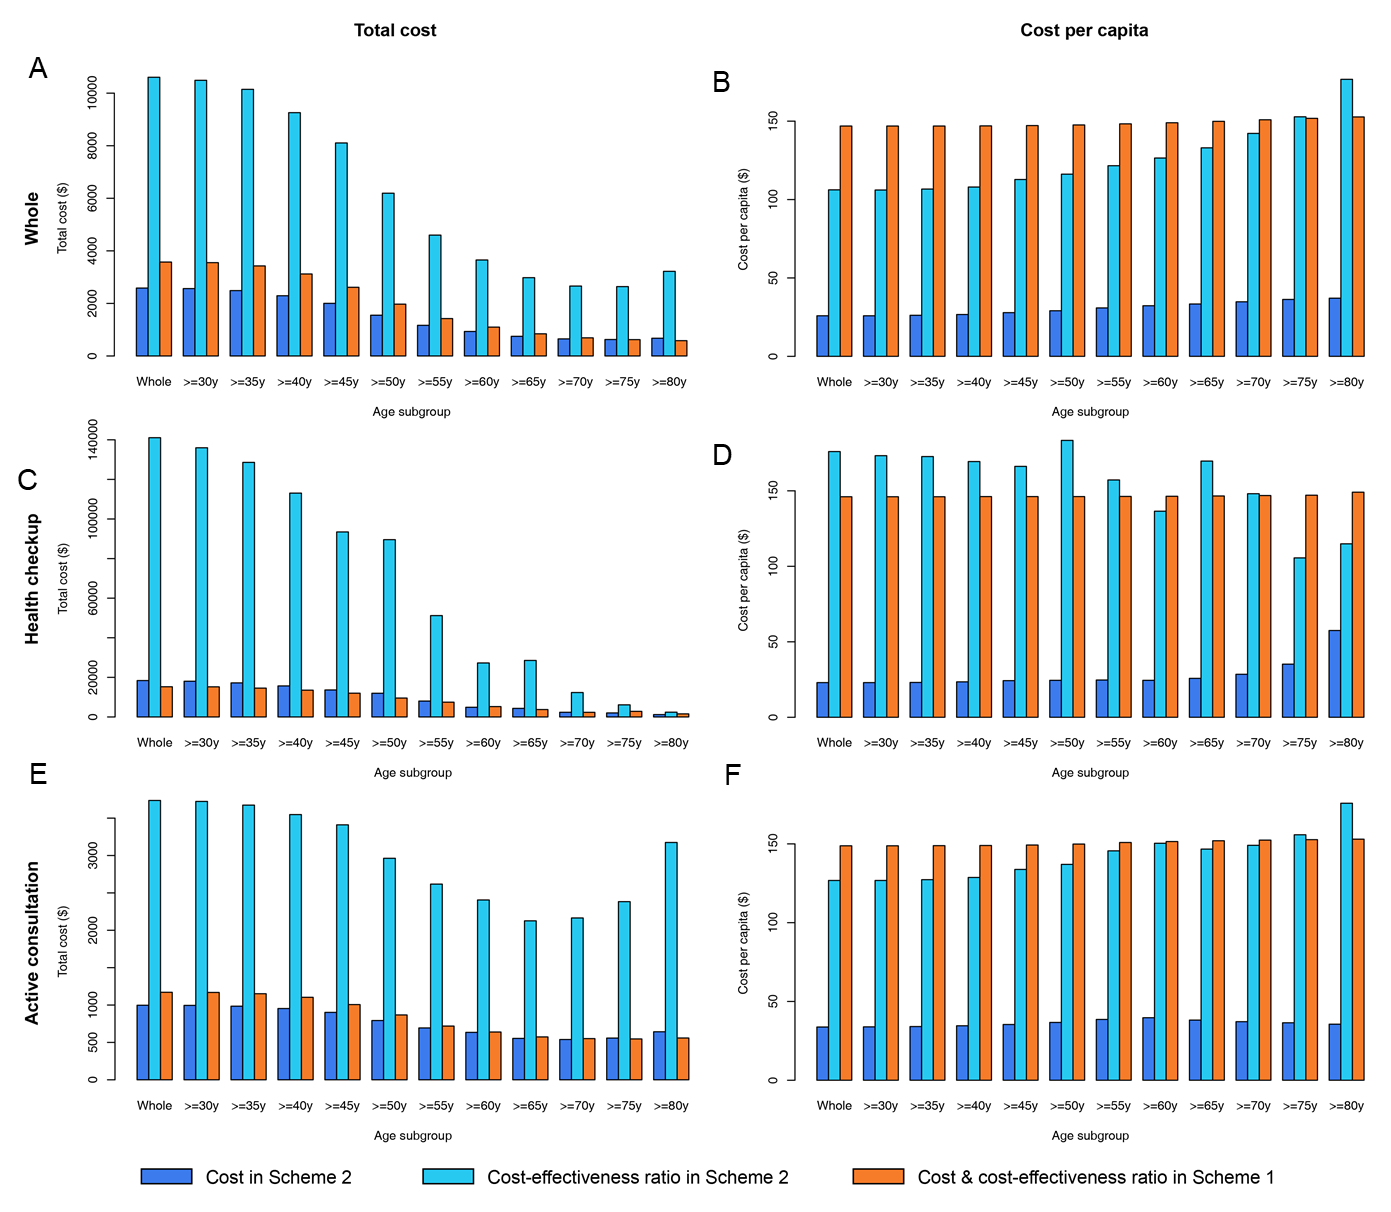 Total cost
Cost per capita
A
Whole
Total cost ($)
0 2000 4000 6000 8000 10000
Whole >=30y >=35y >=40y >=45y >=50y >=55y >=60y >=65y >=70y >=75y >=80y
Age subgroup
B
Cost per capita ($)
0 50 100 150
Whole >=30y >=35y >=40y >=45y >=50y >=55y >=60y >=65y >=70y >=75y >=80y
Age subgroup
C
Health checkup
Total cost ($)
0 20000 60000 100000 140000
Whole >=30y >=35y >=40y >=45y >=50y >=55y >=60y >=65y >=70y >=75y >=80y
Age subgroup
D
Cost per capita ($)
0 50 100 150
Whole >=30y >=35y >=40y >=45y >=50y >=55y >=60y >=65y >=70y >=75y >=80y
Age subgroup
E
Active consultation
Total cost ($)
0 500 1000 2000 3000
Whole >=30y >=35y >=40y >=45y >=50y >=55y >=60y >=65y >=70y >=75y >=80y
Age subgroup
F
Cost per capita ($)
0 50 100 150
Whole >=30y >=35y >=40y >=45y >=50y >=55y >=60y >=65y >=70y >=75y >=80y
Age subgroup
Cost in Scheme 2
Cost-effectiveness ratio in Scheme 2
Cost & cost-effectiveness ratio in Scheme 1